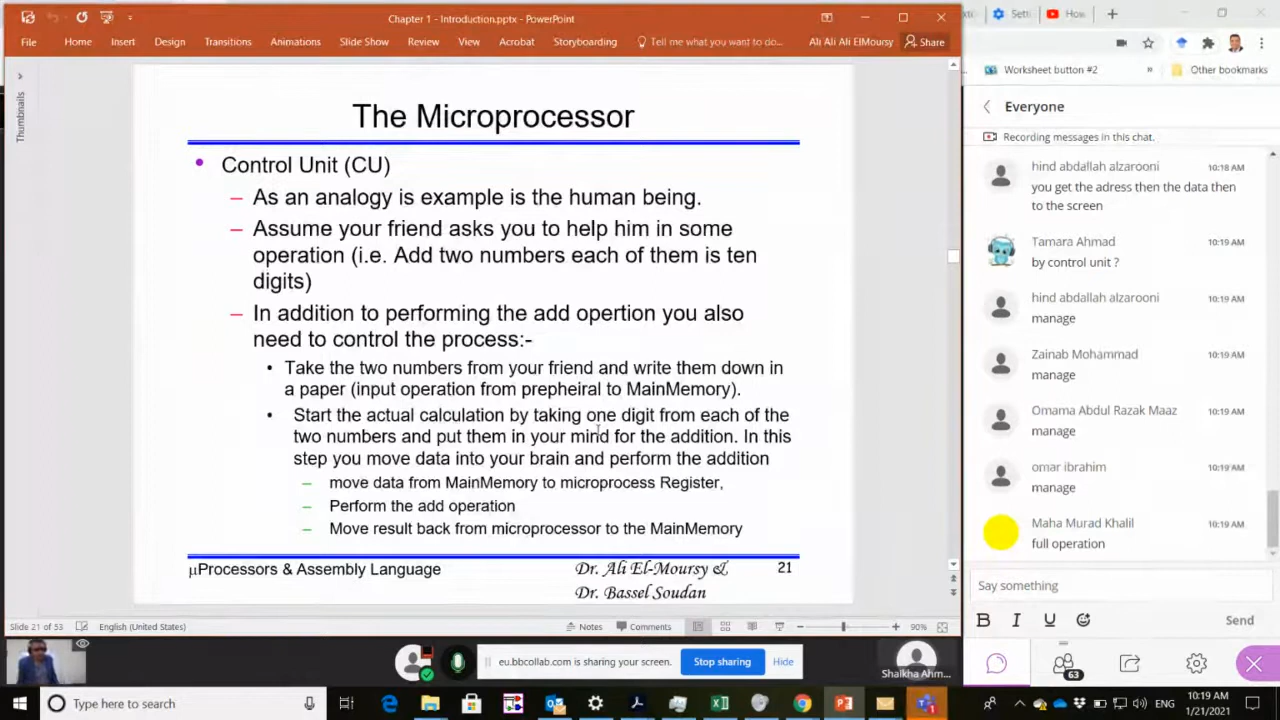 Chapter 1 - Introduction.pptx - PowerPoint
File Home Insert Design Transitions Animations Slide Show Review View Acrobat Storyboarding Tell me what you want to do... Ali Ali Ali ElMoursy Share
Thumbnails
The Microprocessor
• Control Unit (CU)
– As an analogy is example is the human being.
– Assume your friend asks you to help him in some
operation (i.e. Add two numbers each of them is ten
digits)
– In addition to performing the add opertion you also
need to control the process:-
• Take the two numbers from your friend and write them down in
a paper (input operation from prepheiral to MainMemory).
• Start the actual calculation by taking one digit from each of the
two numbers and put them in your mind for the addition. In this
step you move data into your brain and perform the addition
– move data from MainMemory to microprocess Register,
– Perform the add operation
– Move result back from microprocessor to the MainMemory
µProcessors & Assembly Language
Dr. Ali El-Moursy &
Dr. Bassel Soudan
21
Slide 21 of 53 English (United States) Notes Comments 90%
eu.bbcollab.com is sharing your screen. Stop sharing Hide
Shaikha Ahm...
Setti
How
Worksheet button #2 » Other bookmarks
Everyone
Recording messages in this chat.
hind abdallah alzarooni 10:18 AM
you get the adress then the data then
to the screen
Tamara Ahmad 10:19 AM
by control unit ?
hind abdallah alzarooni 10:19 AM
manage
Zainab Mohammad 10:19 AM
manage
Omama Abdul Razak Maaz 10:19 AM
manage
omar ibrahim 10:19 AM
manage
Maha Murad Khalil 10:19 AM
full operation
Say something
B I U Send
63
Type here to search
ENG
10:19 AM
1/21/2021